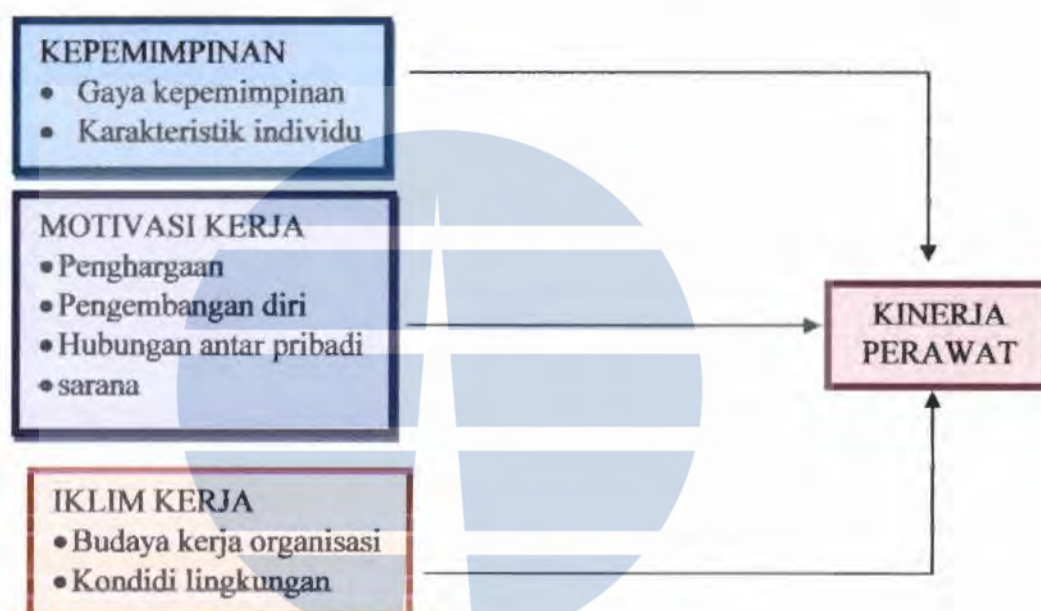 KEPEMIMPINAN
• Gaya kepemimpinan
• Karakteristik individu
MOTIVASI KERJA
• Penghargaan
• Pengembangan diri
• Hubungan antar pribadi
• sarana
IKLIM KERJA
• Budaya kerja organisasi
• Kondidi lingkungan
KINERJA
PERAWAT